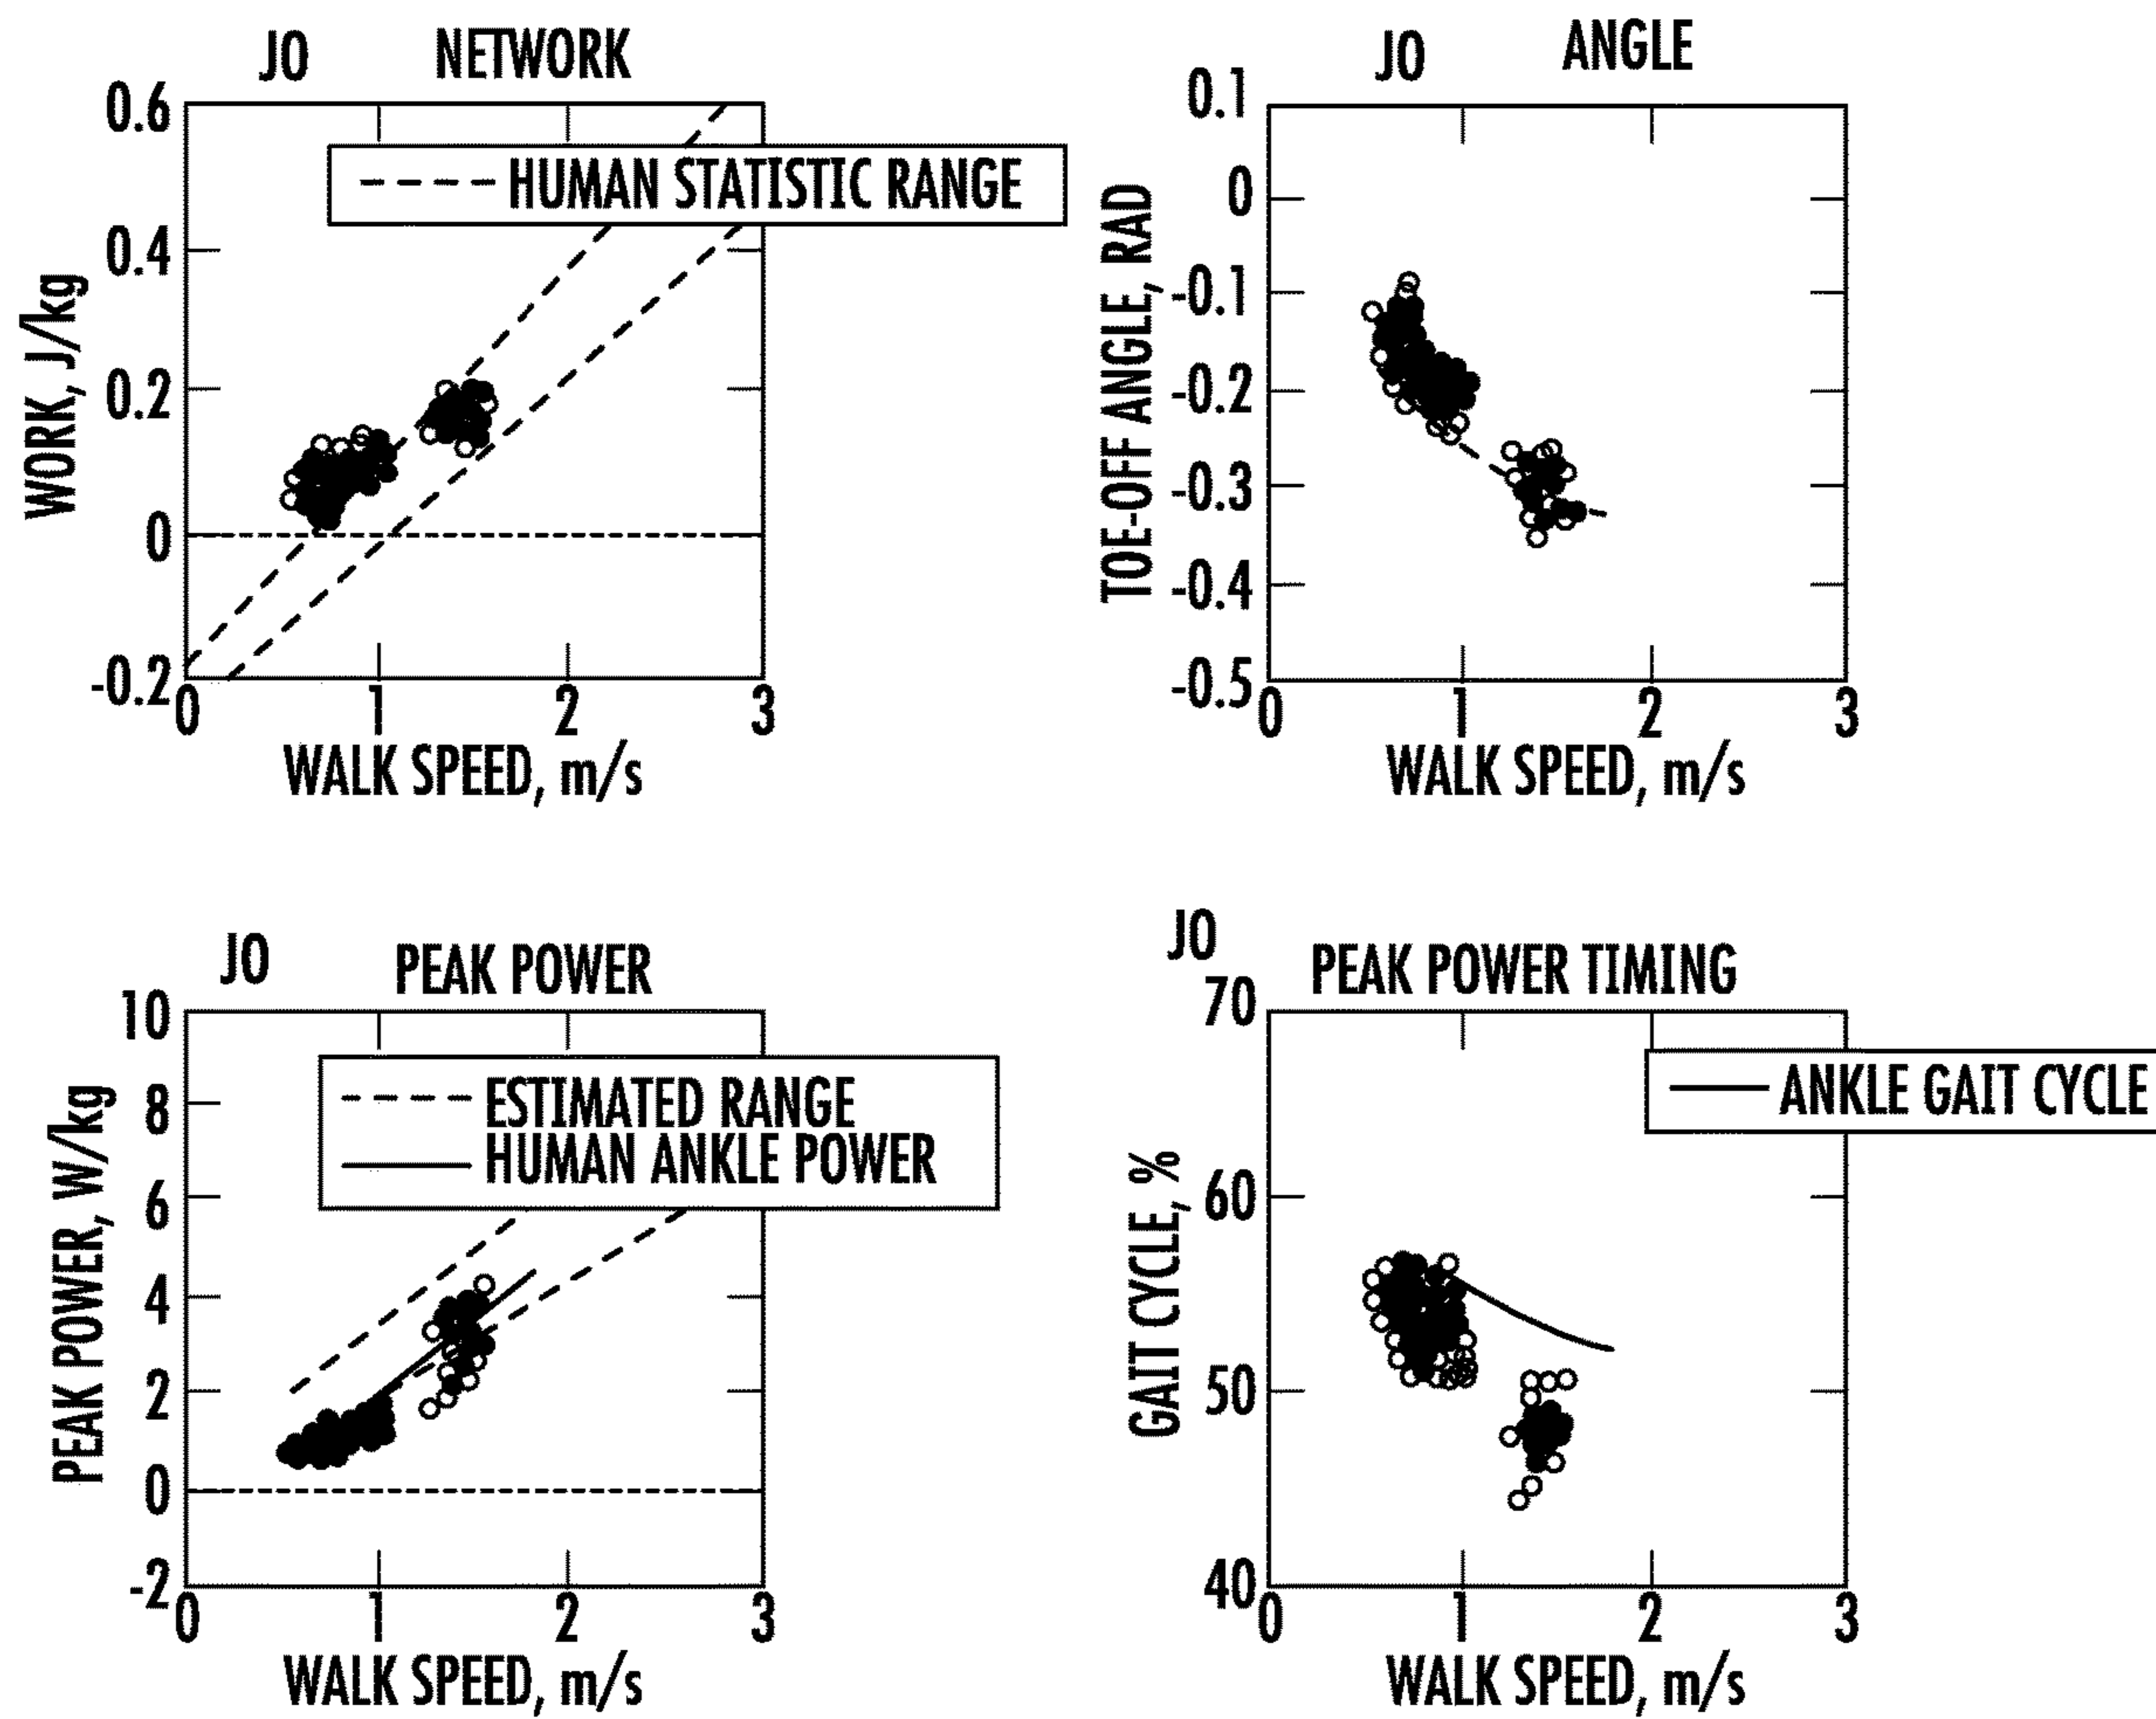 JO NETWORK
0.6
0.4
0.2
0
-0.2
WORK, J/kg
HUMAN STATISTIC RANGE
0 1 2 3
WALK SPEED, m/s
JO ANGLE
0.1
0
-0.1
-0.2
-0.3
-0.4
-0.5
TOE-OFF ANGLE, RAD
0 1 2 3
WALK SPEED, m/s
JO PEAK POWER
10
8
6
4
2
0
-2
PEAK POWER, W/kg
ESTIMATED RANGE
HUMAN ANKLE POWER
0 1 2 3
WALK SPEED, m/s
JO
PEAK POWER TIMING
70
60
50
40
GAIT CYCLE, %
ANKLE GAIT CYCLE
0 1 2 3
WALK SPEED, m/s